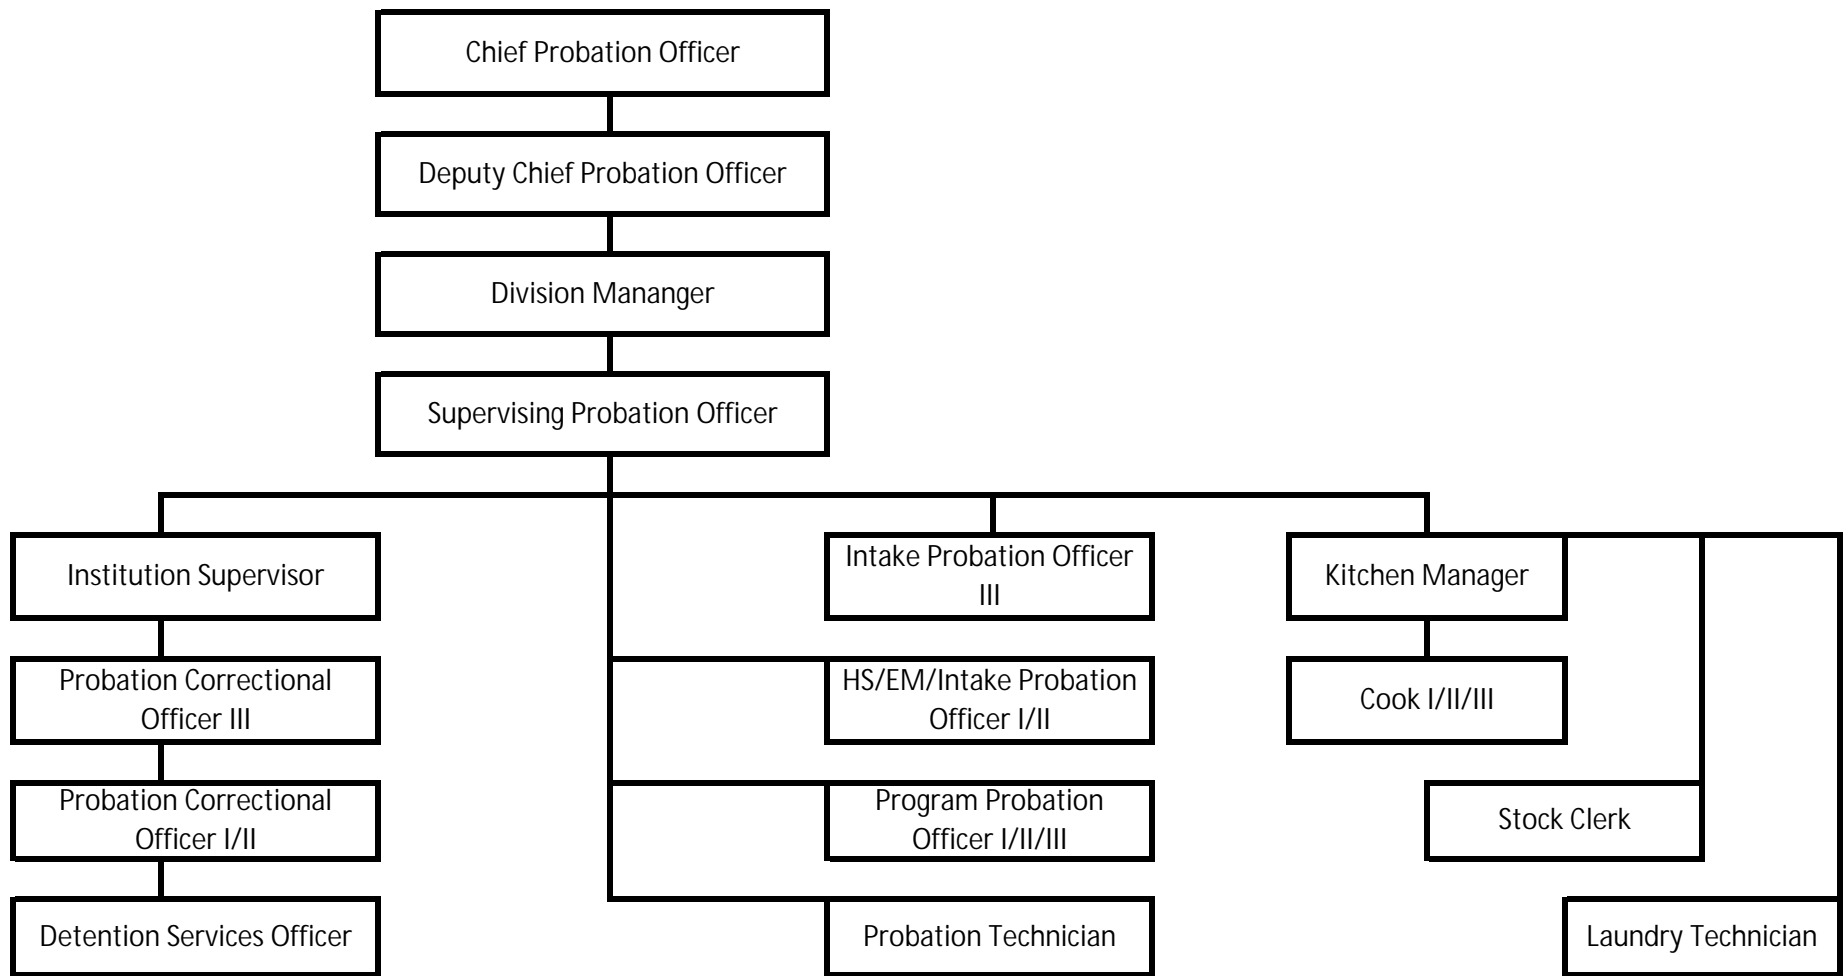 Chief Probation Officer
Deputy Chief Probation Officer
Division Mananger
Supervising Probation Officer
Institution Supervisor
Intake Probation Officer
III
Kitchen Manager
Probation Correctional
Officer III
HS/EM/Intake Probation
Officer I/II
Cook I/II/III
Probation Correctional
Officer I/II
Program Probation
Officer I/II/III
Stock Clerk
Detention Services Officer
Probation Technician
Laundry Technician